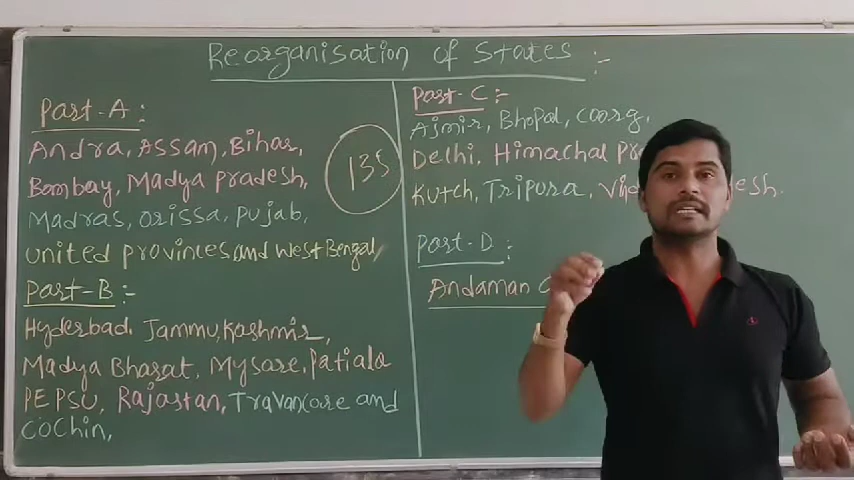 Reorganisation of States :-
Part-A :
Andra, Assam, Bihar,
Bombay, Madya Pradesh,
Madras, Orissa, Pujab,
United Provinces and West Bengal,
135
Part-B :-
Hyderbad, Jammu, Kashmir,
Madya Bharat, Mysore, Patiala
PEPSU, Rajastan, Travancore and
Cochin,
Part-C :-
Ajmir, Bhopal, Coorg,
Delhi, Himachal
Kutch, Tripura,
Part-D :
Andaman